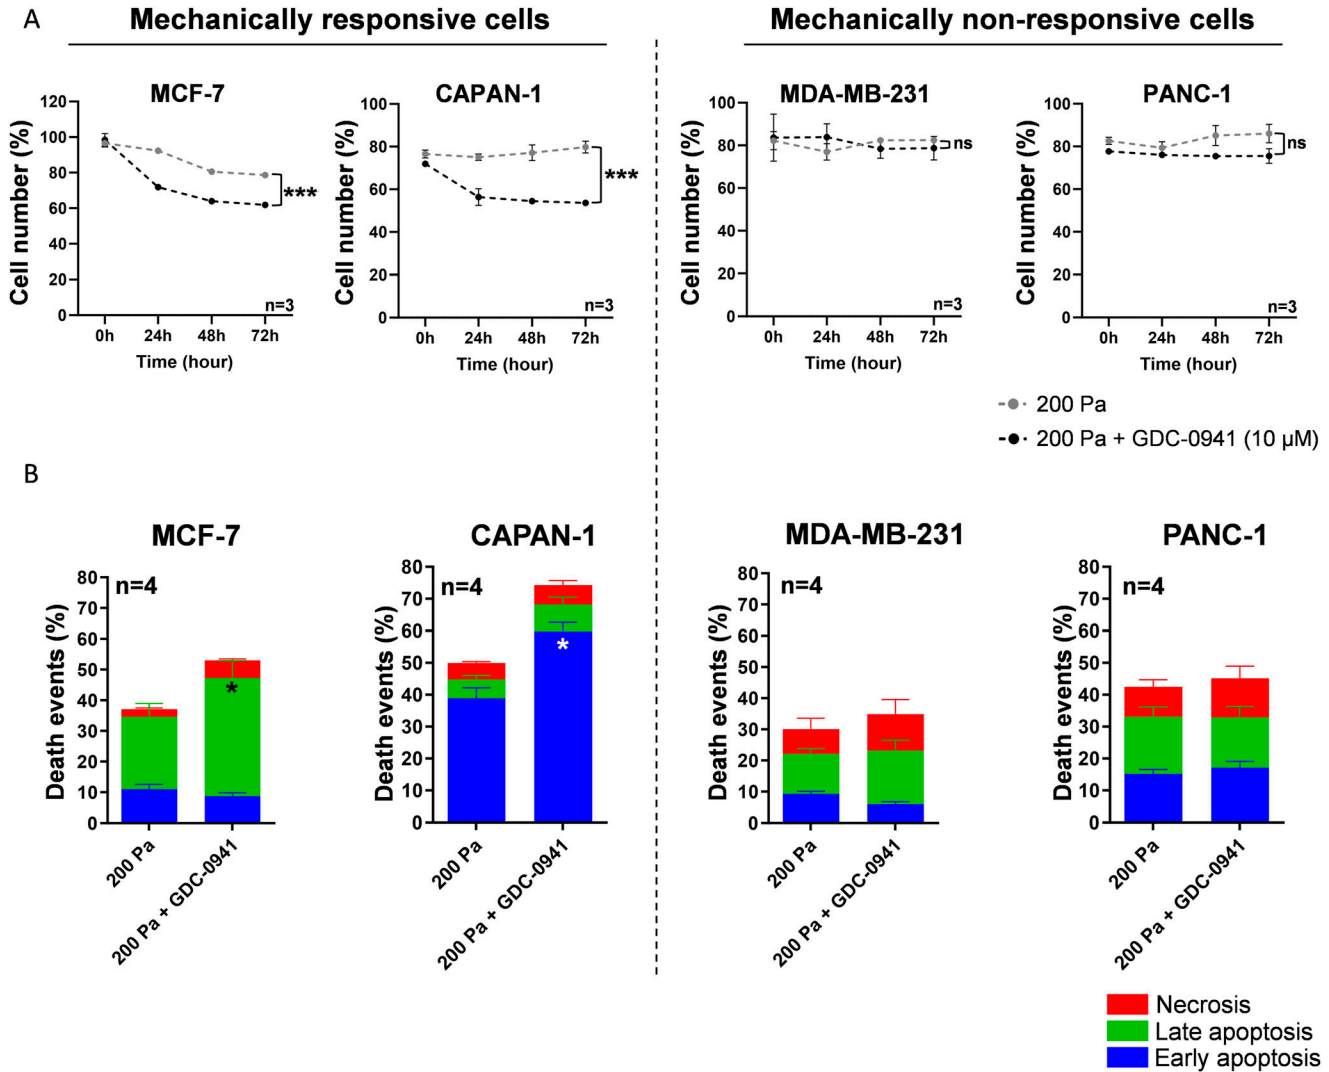 A
Mechanically responsive cells
Mechanically non-responsive cells
MCF-7
CAPAN-1
MDA-MB-231
PANC-1
Cell number (%)
120
100
80
60
40
20
0
***
n=3
0h 24h 48h 72h
Time (hour)
Cell number (%)
100
80
60
40
20
0
***
n=3
0h 24h 48h 72h
Time (hour)
Cell number (%)
100
80
60
40
20
0
ns
n=3
0h 24h 48h 72h
Time (hour)
Cell number (%)
100
80
60
40
20
0
ns
n=3
0h 24h 48h 72h
Time (hour)
200 Pa
200 Pa + GDC-0941 (10 µM)
B
MCF-7
CAPAN-1
MDA-MB-231
PANC-1
Death events (%)
80
70
60
50
40
30
20
10
0
n=4
*
200 Pa
200 Pa + GDC-0941
Death events (%)
80
70
60
50
40
30
20
10
0
n=4
*
200 Pa
200 Pa + GDC-0941
Death events (%)
80
70
60
50
40
30
20
10
0
n=4
200 Pa
200 Pa + GDC-0941
Death events (%)
80
70
60
50
40
30
20
10
0
n=4
200 Pa
200 Pa + GDC-0941
Necrosis
Late apoptosis
Early apoptosis